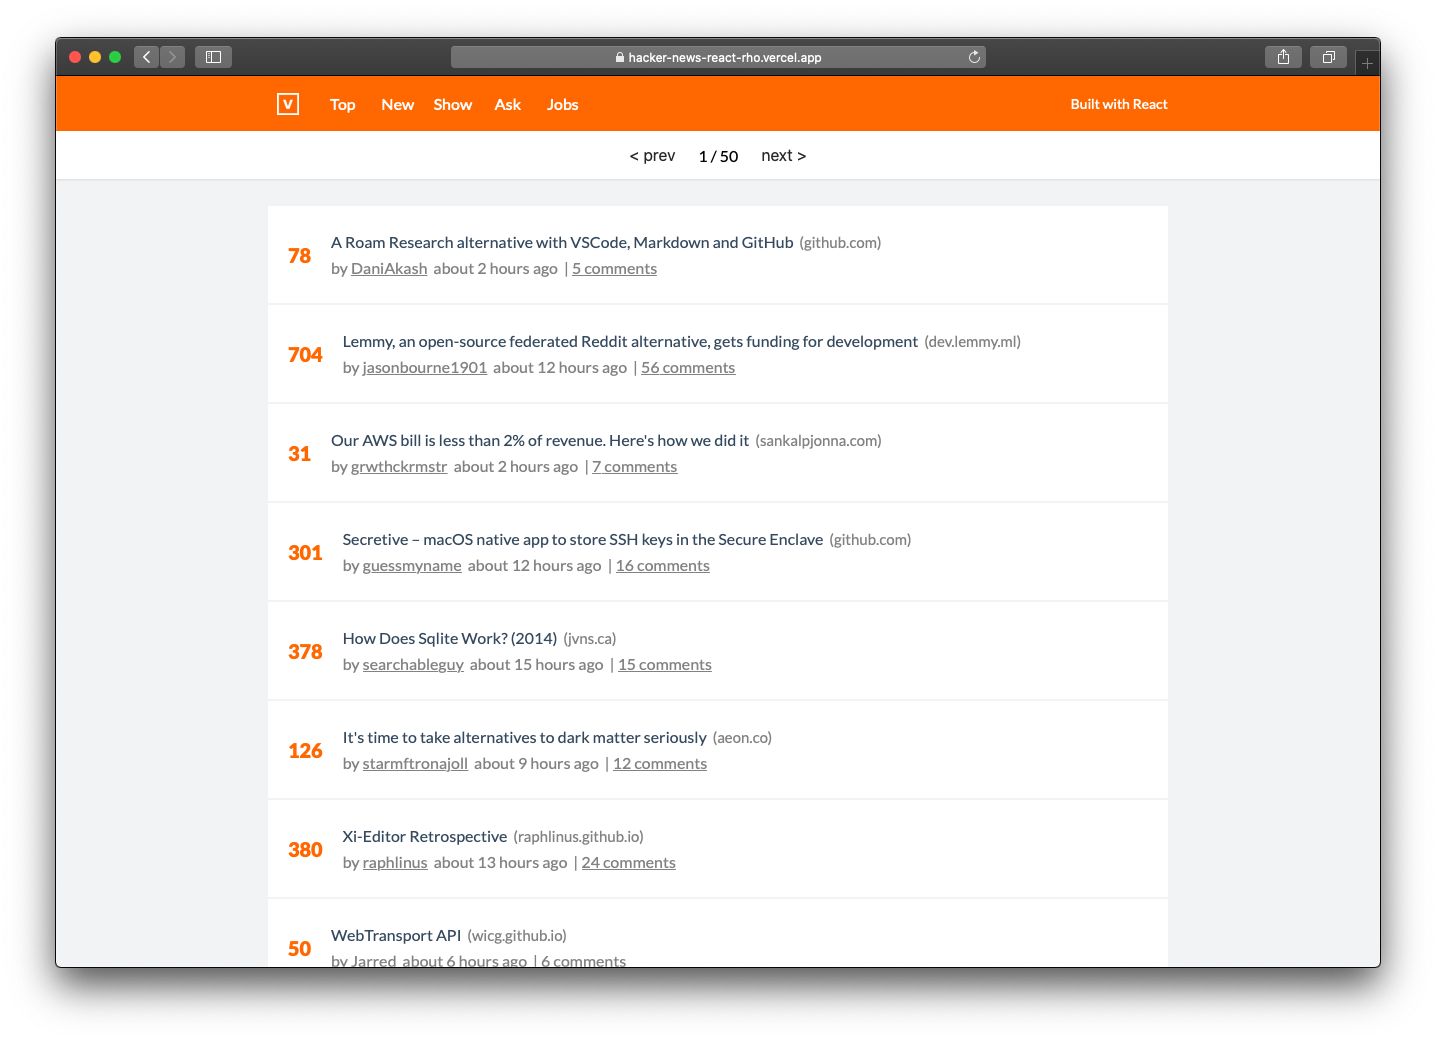 hacker-news-react-rho.vercel.app
V Top New Show Ask Jobs Built with React
< prev 1 / 50 next >
78
A Roam Research alternative with VSCode, Markdown and GitHub (github.com)
by DaniAkash about 2 hours ago | 5 comments
704
Lemmy, an open-source federated Reddit alternative, gets funding for development (dev.lemmy.ml)
by jasonbourne1901 about 12 hours ago | 56 comments
31
Our AWS bill is less than 2% of revenue. Here's how we did it (sankalpjonna.com)
by grwthckrmstr about 2 hours ago | 7 comments
301
Secretive – macOS native app to store SSH keys in the Secure Enclave (github.com)
by guessmyname about 12 hours ago | 16 comments
378
How Does Sqlite Work? (2014) (jvns.ca)
by searchableguy about 15 hours ago | 15 comments
126
It's time to take alternatives to dark matter seriously (aeon.co)
by starmftronajoll about 9 hours ago | 12 comments
380
Xi-Editor Retrospective (raphlinus.github.io)
by raphlinus about 13 hours ago | 24 comments
50
WebTransport API (wicg.github.io)
by Jarred about 6 hours ago | 6 comments